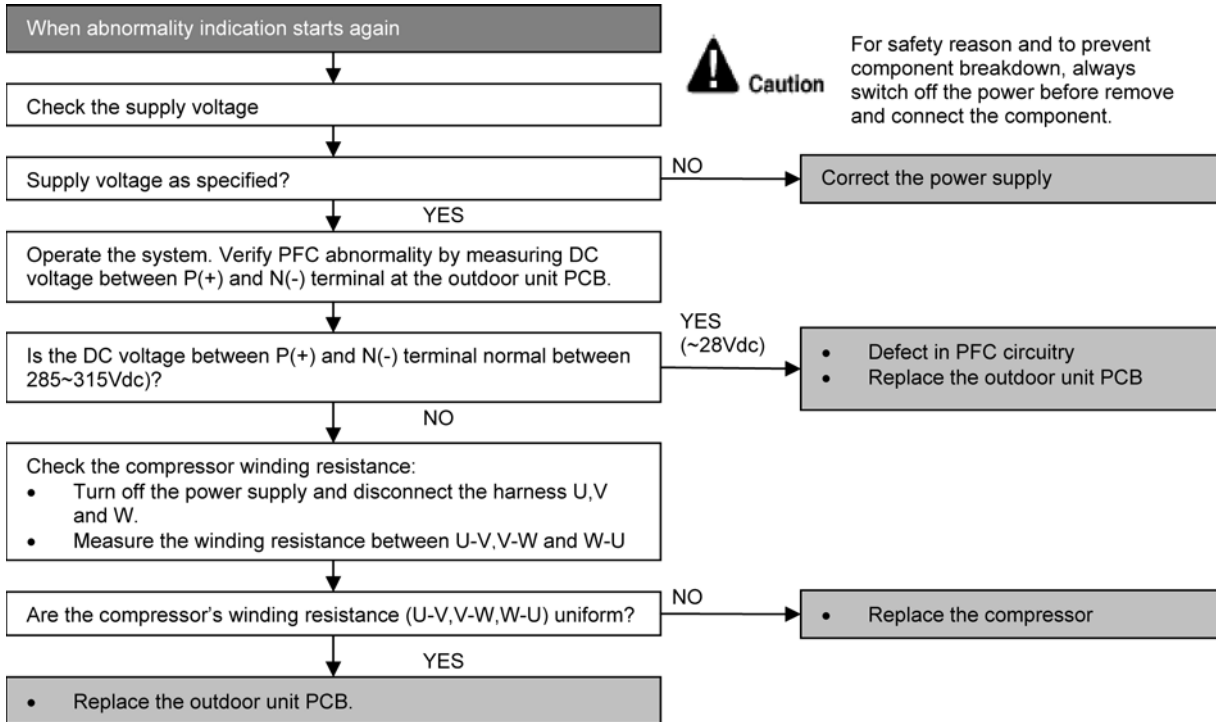 When abnormality indication starts again
Caution
For safety reason and to prevent
component breakdown, always
switch off the power before remove
and connect the component.
Check the supply voltage
Supply voltage as specified?
NO
Correct the power supply
YES
Operate the system. Verify PFC abnormality by measuring DC
voltage between P(+) and N(-) terminal at the outdoor unit PCB.
Is the DC voltage between P(+) and N(-) terminal normal between
285~315Vdc)?
YES
(~28Vdc)
• Defect in PFC circuitry
• Replace the outdoor unit PCB
NO
Check the compressor winding resistance:
• Turn off the power supply and disconnect the harness U,V
and W.
• Measure the winding resistance between U-V,V-W and W-U
Are the compressor's winding resistance (U-V,V-W,W-U) uniform?
NO
• Replace the compressor
YES
• Replace the outdoor unit PCB.